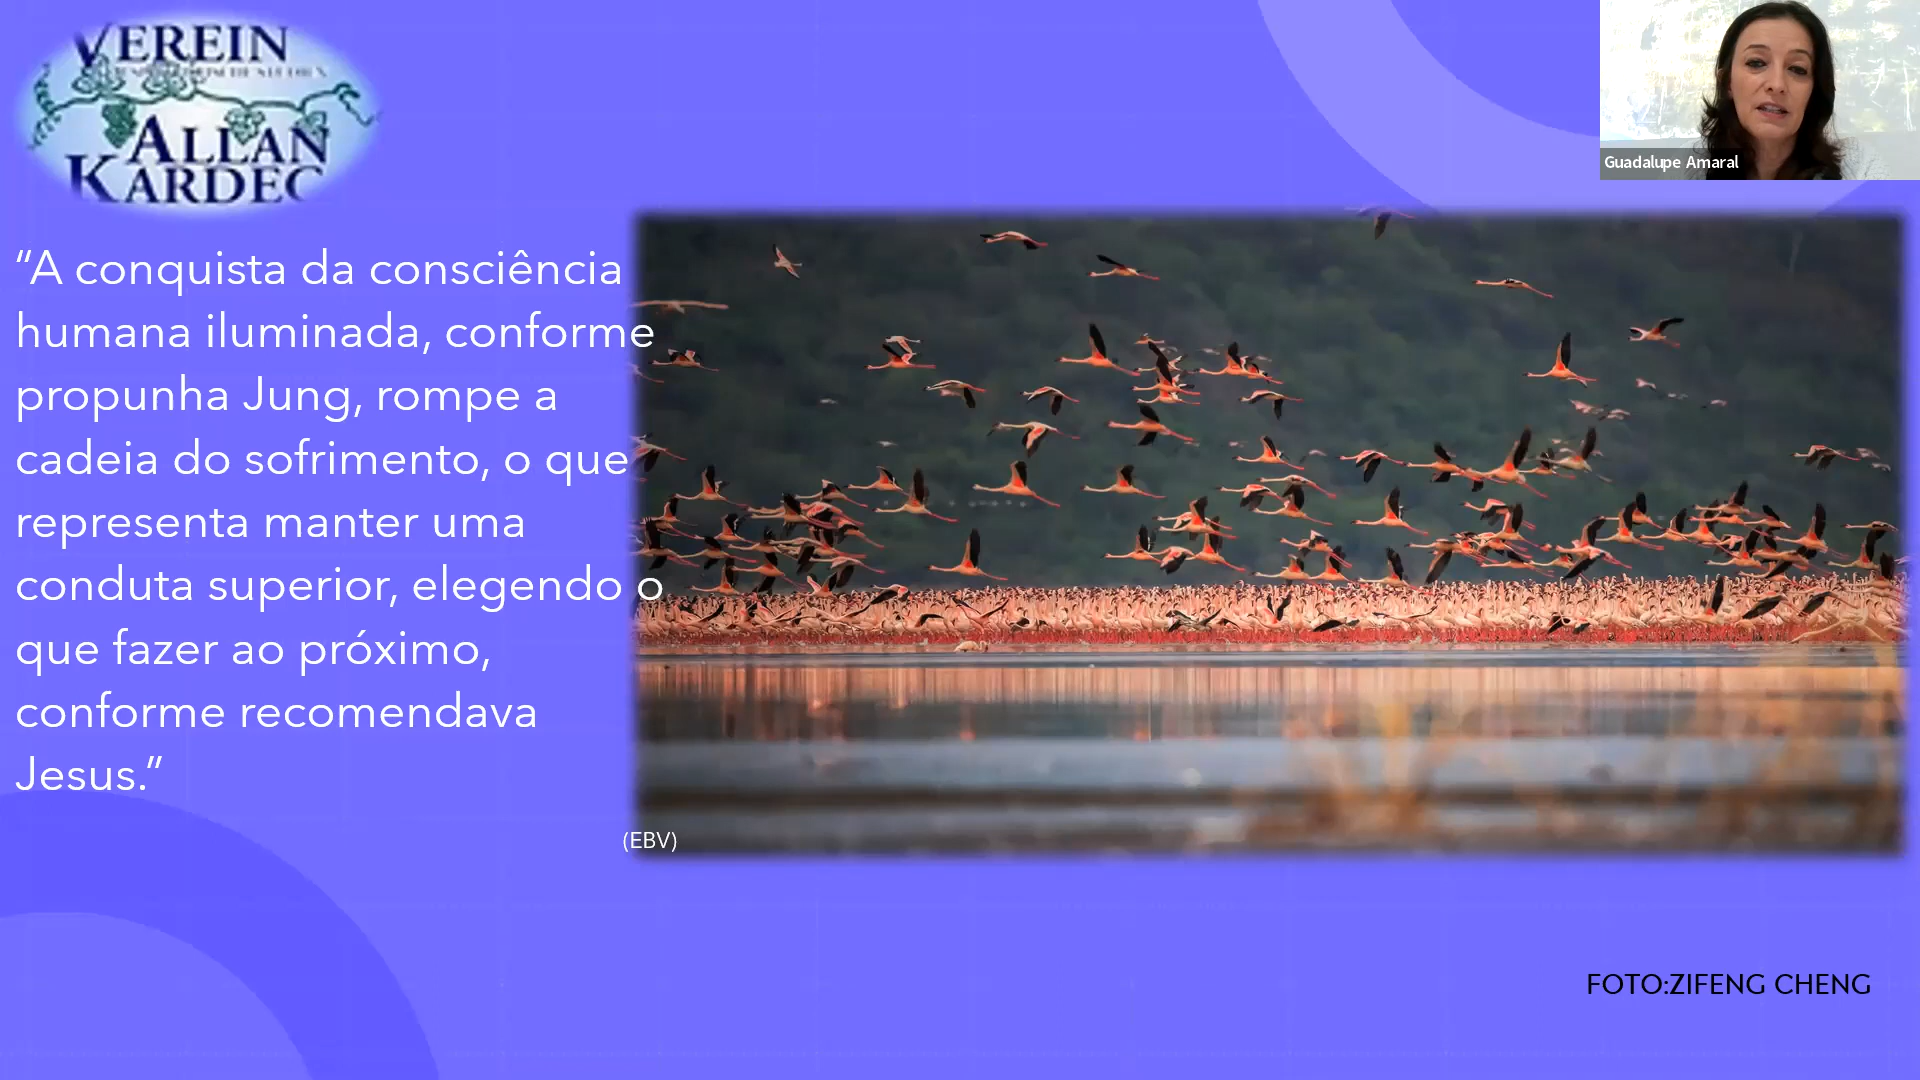 VEREIN
ALLAN
KARDEC
Guadalupe Amaral
“A conquista da consciência
humana iluminada, conforme
propunha Jung, rompe a
cadeia do sofrimento, o que
representa manter uma
conduta superior, elegendo o
que fazer ao próximo,
conforme recomendava
Jesus.”
(EBV)
FOTO:ZIFENG CHENG